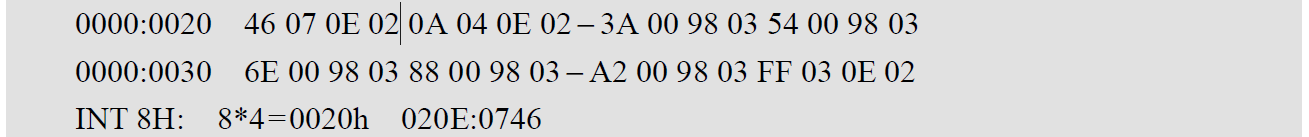 0000:0020 46 07 0E 02 0A 04 0E 02 – 3A 00 98 03 54 00 98 03
0000:0030 6E 00 98 03 88 00 98 03 – A2 00 98 03 FF 03 0E 02
INT 8H: 8*4=0020h 020E:0746